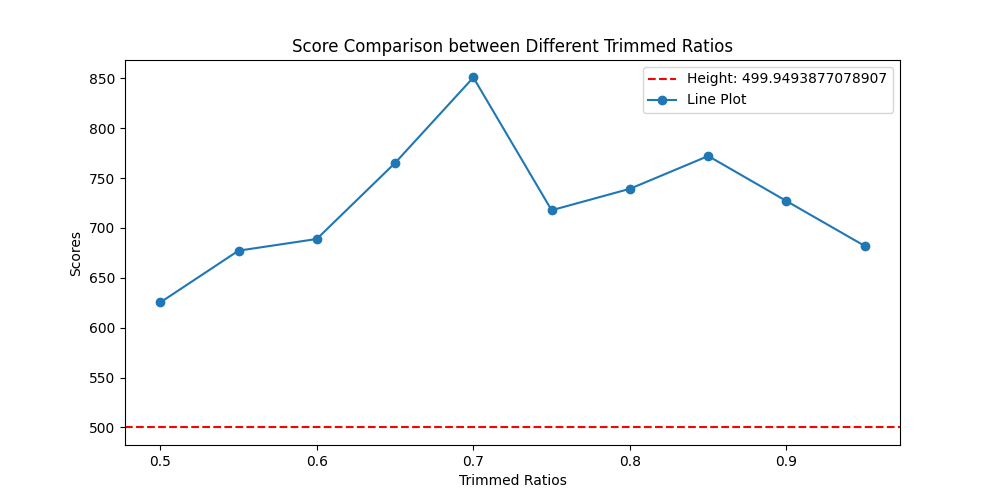 Score Comparison between Different Trimmed Ratios
Height: 499.9493877078907
Line Plot
850
800
750
700
650
600
550
500
Scores
0.5 0.6 0.7 0.8 0.9
Trimmed Ratios